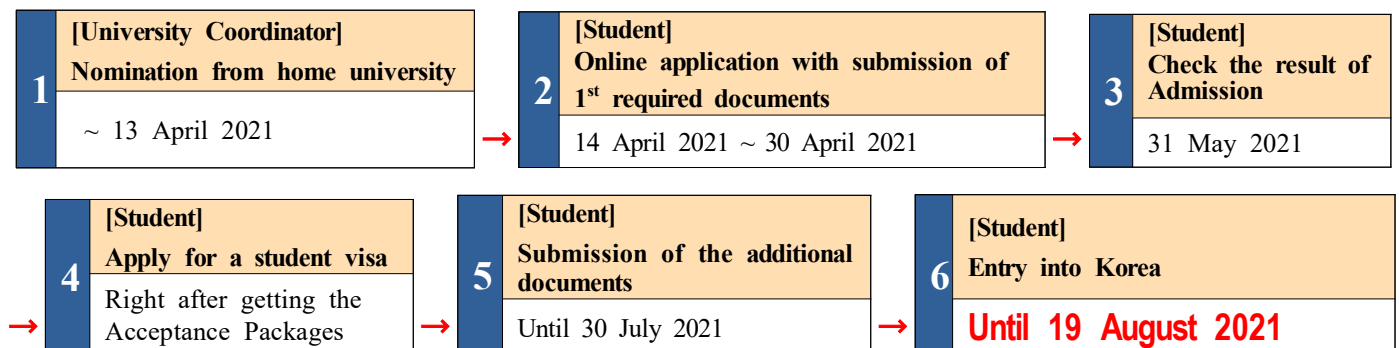 1
[University Coordinator]
Nomination from home university
~ 13 April 2021
→
2
[Student]
Online application with submission of
1st required documents
14 April 2021 ~ 30 April 2021
→
3
[Student]
Check the result of
Admission
31 May 2021
→
4
[Student]
Apply for a student visa
Right after getting the
Acceptance Packages
→
5
[Student]
Submission of the additional
documents
Until 30 July 2021
→
6
[Student]
Entry into Korea
Until 19 August 2021